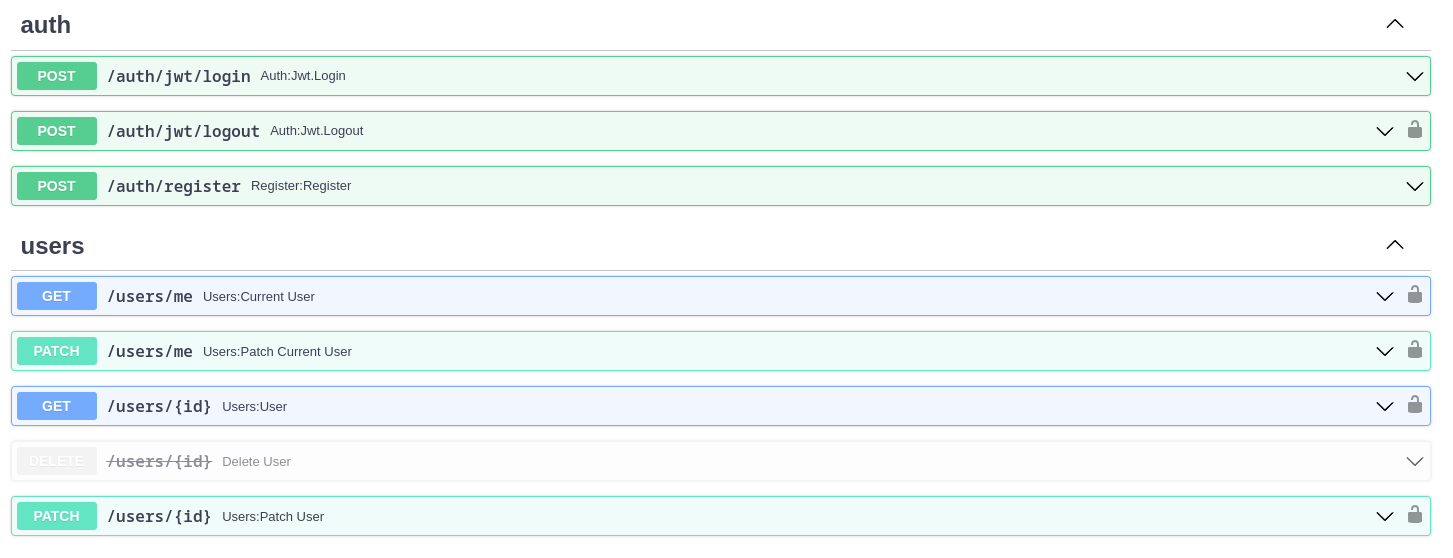 auth
POST /auth/jwt/login Auth:Jwt.Login
POST /auth/jwt/logout Auth:Jwt.Logout
POST /auth/register Register:Register
users
GET /users/me Users:Current User
PATCH /users/me Users:Patch Current User
GET /users/{id} Users:User
DELETE /users/{id} Delete User
PATCH /users/{id} Users:Patch User